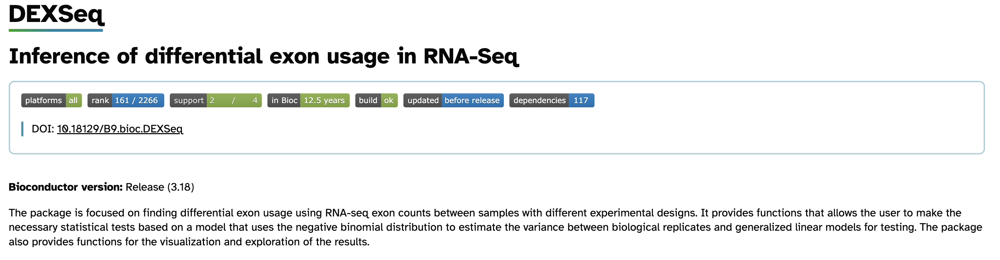 DEXSeq
Inference of differential exon usage in RNA-Seq
platforms all rank 161 / 2266 support 2 / 4 in Bioc 12.5 years build ok updated before release dependencies 117
DOI: 10.18129/B9.bioc.DEXSeq
Bioconductor version: Release (3.18)
The package is focused on finding differential exon usage using RNA-seq exon counts between samples with different experimental designs. It provides functions that allows the user to make the
necessary statistical tests based on a model that uses the negative binomial distribution to estimate the variance between biological replicates and generalized linear models for testing. The package
also provides functions for the visualization and exploration of the results.